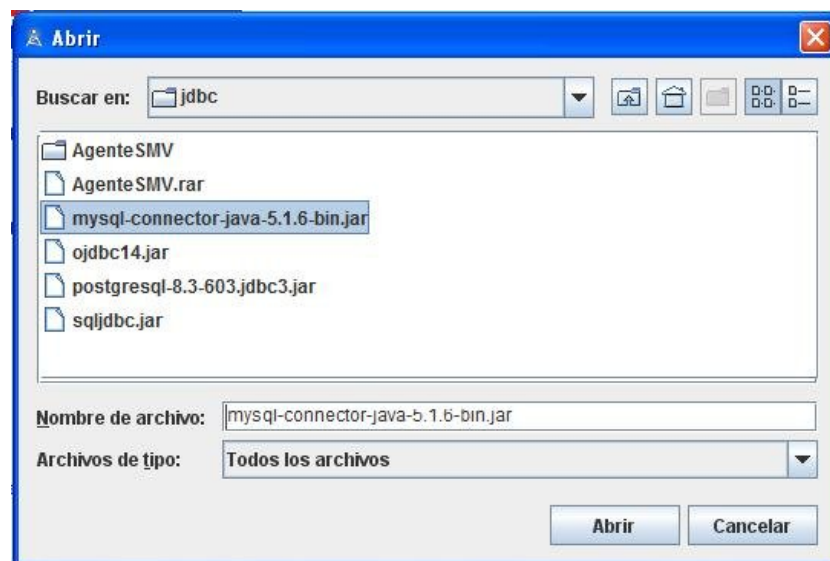 Abrir
Buscar en: jdbc
AgenteSMV
AgenteSMV.rar
mysql-connector-java-5.1.6-bin.jar
ojdbc14.jar
postgresql-8.3-603.jdbc3.jar
sqljdbc.jar
Nombre de archivo: mysql-connector-java-5.1.6-bin.jar
Archivos de tipo: Todos los archivos
Abrir Cancelar